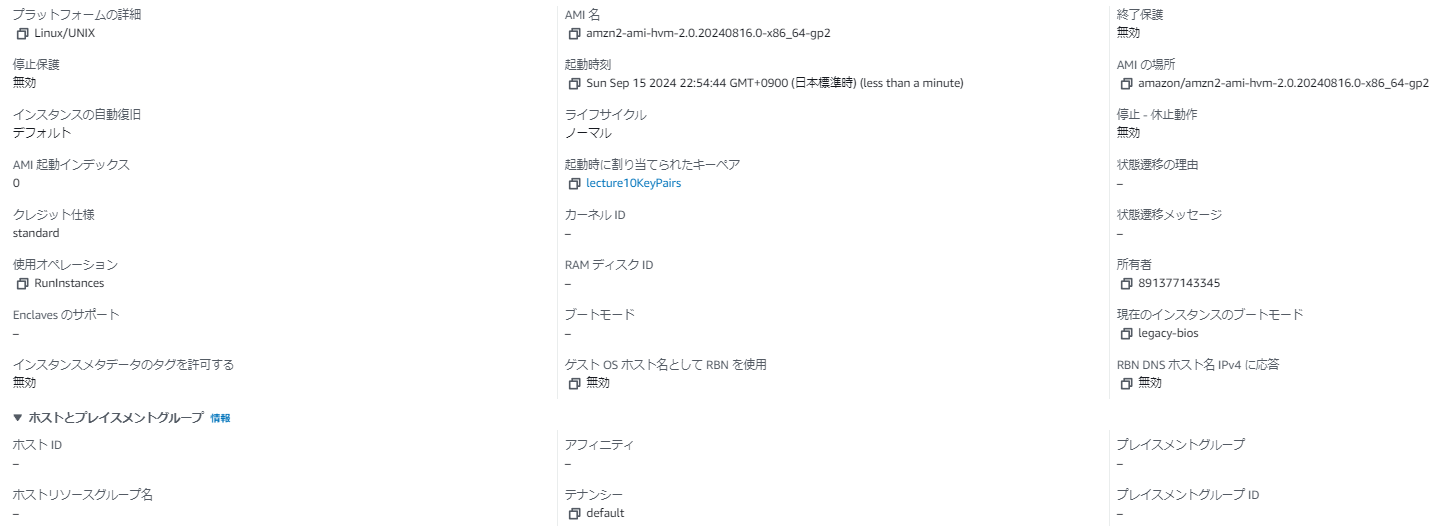 プラットフォームの詳細
Linux/UNIX
AMI 名
amzn2-ami-hvm-2.0.20240816.0-x86_64-gp2
終了保護
無効
停止保護
無効
起動時刻
Sun Sep 15 2024 22:54:44 GMT+0900 (日本標準時) (less than a minute)
AMI の場所
amazon/amzn2-ami-hvm-2.0.20240816.0-x86_64-gp2
インスタンスの自動復旧
デフォルト
ライフサイクル
ノーマル
停止 - 休止動作
無効
AMI 起動インデックス
0
起動時に割り当てられたキーペア
lecture10KeyPairs
状態遷移の理由
–
クレジット仕様
standard
カーネル ID
–
状態遷移メッセージ
–
使用オペレーション
RunInstances
RAM ディスク ID
–
所有者
891377143345
Enclaves のサポート
–
ブートモード
–
現在のインスタンスのブートモード
legacy-bios
インスタンスメタデータのタグを許可する
無効
ゲスト OS ホスト名として RBN を使用
無効
RBN DNS ホスト名 IPv4 に応答
無効
▼ ホストとプレイスメントグループ 情報
ホスト ID
–
アフィニティ
–
プレイスメントグループ
–
ホストリソースグループ名
–
テナンシー
default
プレイスメントグループ ID
–